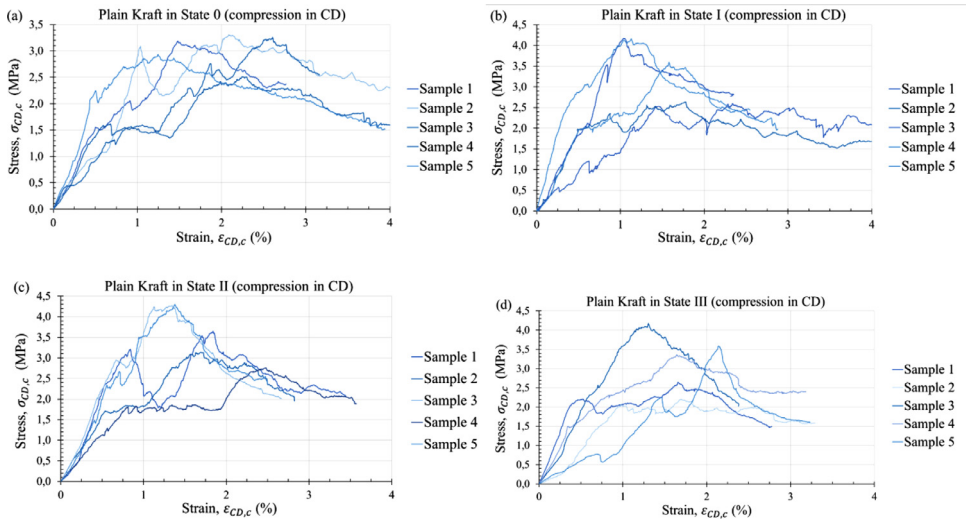 (a)
Plain Kraft in State 0 (compression in CD)
Stress, σCD,c (MPa)
3,5
3,0
2,5
2,0
1,5
1,0
0,5
0,0
0
1
2
3
4
Strain, εCD,c (%)
Sample 1
Sample 2
Sample 3
Sample 4
Sample 5
(b)
Plain Kraft in State I (compression in CD)
Stress, σCD,c (MPa)
4,5
4,0
3,5
3,0
2,5
2,0
1,5
1,0
0,5
0,0
0
1
2
3
4
Strain, εCD,c (%)
Sample 1
Sample 2
Sample 3
Sample 4
Sample 5
(c)
Plain Kraft in State II (compression in CD)
Stress, σCD,c (MPa)
4,5
4,0
3,5
3,0
2,5
2,0
1,5
1,0
0,5
0,0
0
1
2
3
4
Strain, εCD,c (%)
Sample 1
Sample 2
Sample 3
Sample 4
Sample 5
(d)
Plain Kraft in State III (compression in CD)
Stress, σCD,c (MPa)
4,5
4,0
3,5
3,0
2,5
2,0
1,5
1,0
0,5
0,0
0
1
2
3
4
Strain, εCD,c (%)
Sample 1
Sample 2
Sample 3
Sample 4
Sample 5